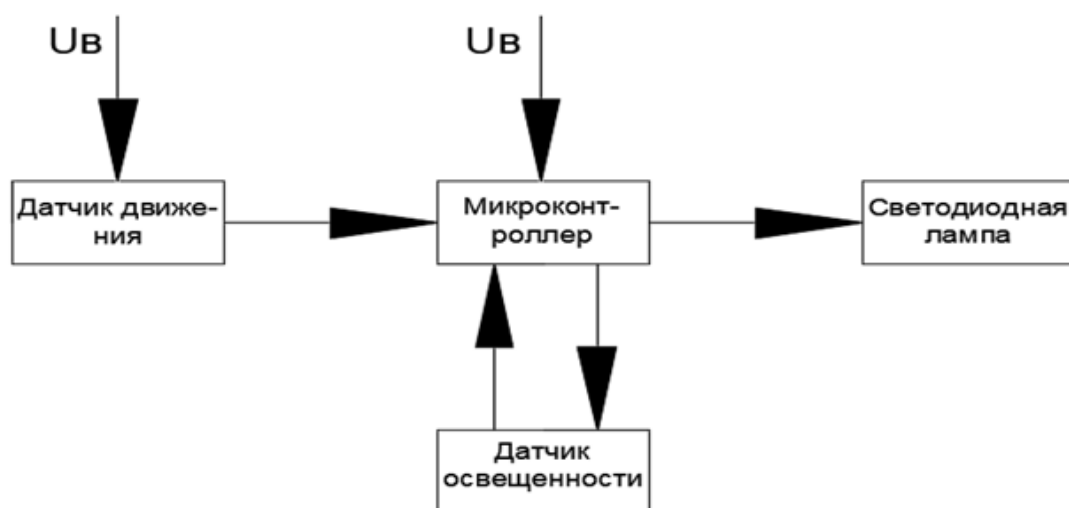 Uв
Uв
Датчик движе-
ния
Микроконт-
роллер
Светодиодная
лампа
Датчик
освещенности